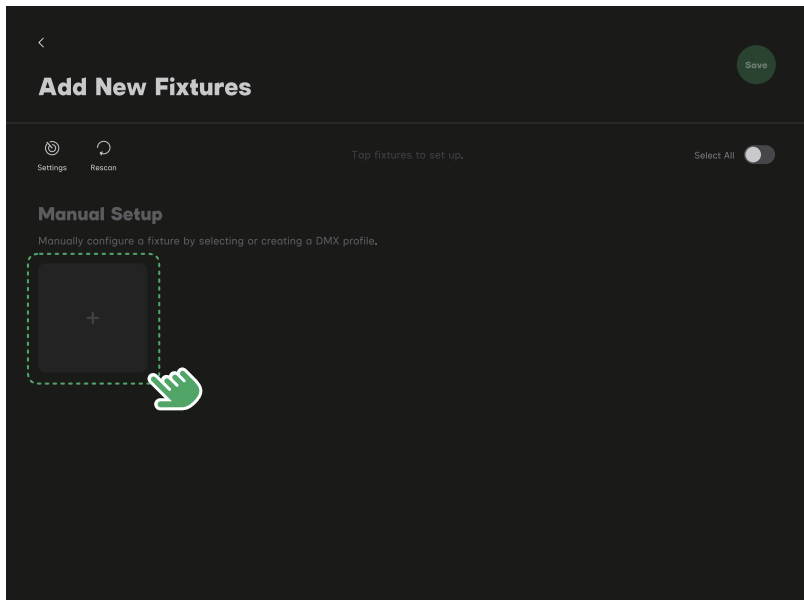 Save
Add New Fixtures
Settings
Rescan
Tap fixtures to set up.
Select All
Manual Setup
Manually configure a fixture by selecting or creating a DMX profile.
+